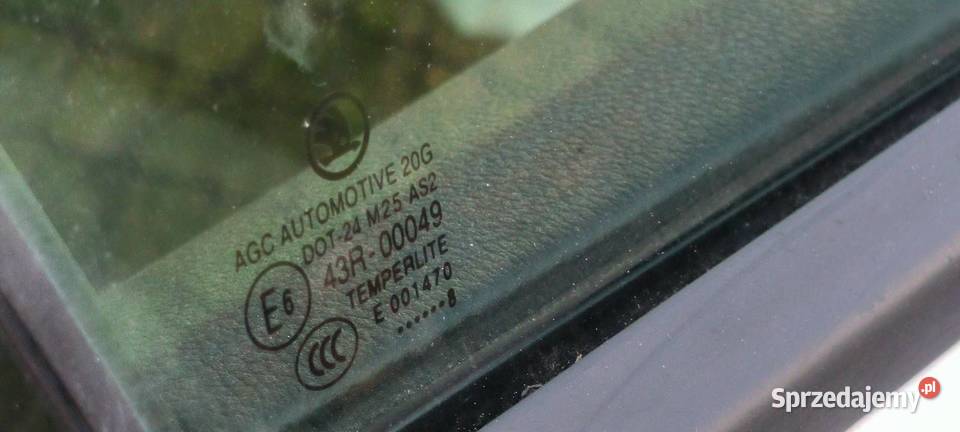 AGC AUTOMOTIVE 20G
DOT-24 M25 AS2
43R-00049
E6
TEMPERLITE
E 001470
CCC
......8
Sprzedajemy.pl